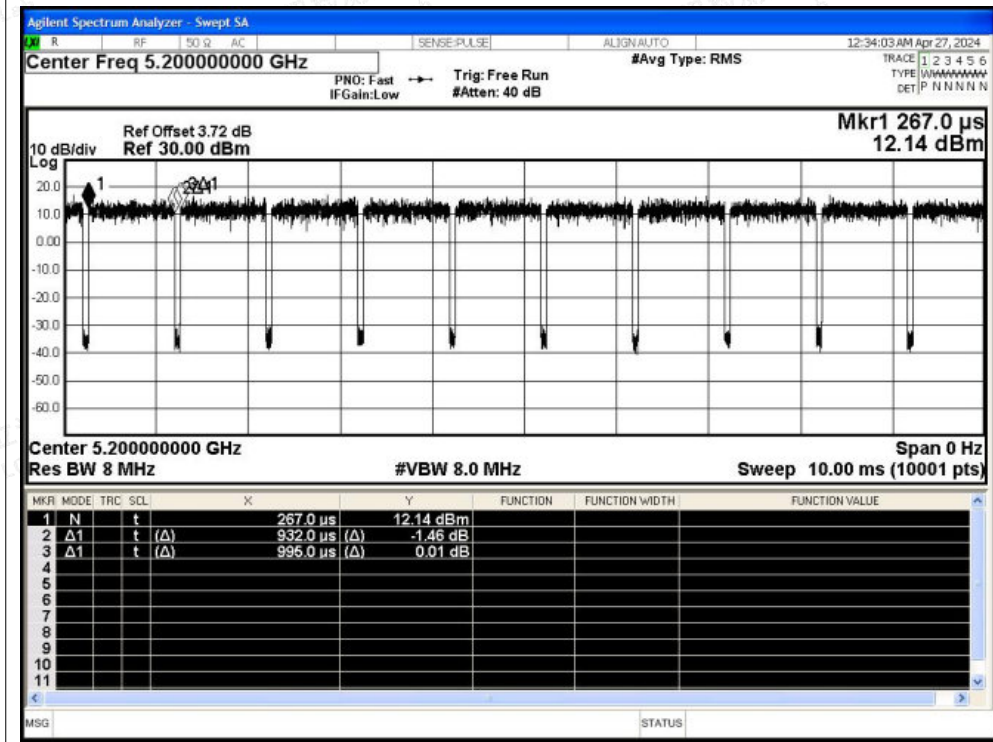 Agilent Spectrum Analyzer - Swept SA
LXI R RF 50 Ω AC SENSE:PULSE ALIGNAUTO 12:34:03 AM Apr 27, 2024
Center Freq 5.200000000 GHz #Avg Type: RMS TRACE 1 2 3 4 5 6
PNO: Fast Trig: Free Run TYPE WWWWWW
IFGain:Low #Atten: 40 dB DET P N N N N N
Mkr1 267.0 µs
12.14 dBm
Ref Offset 3.72 dB
10 dB/div Ref 30.00 dBm
Log
20.0
10.0
0.00
-10.0
-20.0
-30.0
-40.0
-50.0
-60.0
1
Center 5.200000000 GHz Span 0 Hz
Res BW 8 MHz #VBW 8.0 MHz Sweep 10.00 ms (10001 pts)
MKR MODE TRC SCL X Y FUNCTION FUNCTION WIDTH FUNCTION VALUE
1 N t 267.0 µs 12.14 dBm
2 Δ1 t (Δ) 932.0 µs (Δ) -1.46 dB
3 Δ1 t (Δ) 995.0 µs (Δ) 0.01 dB
4
5
6
7
8
9
10
11
MSG STATUS